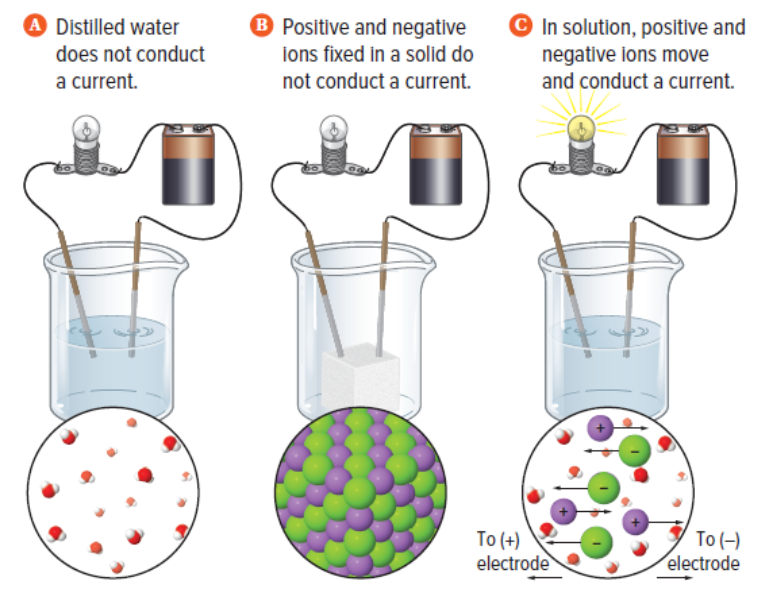 A Distilled water
does not conduct
a current.
B Positive and negative
ions fixed in a solid do
not conduct a current.
C In solution, positive and
negative ions move
and conduct a current.
+
−
−
+
+
−
To (+)
electrode
To (−)
electrode